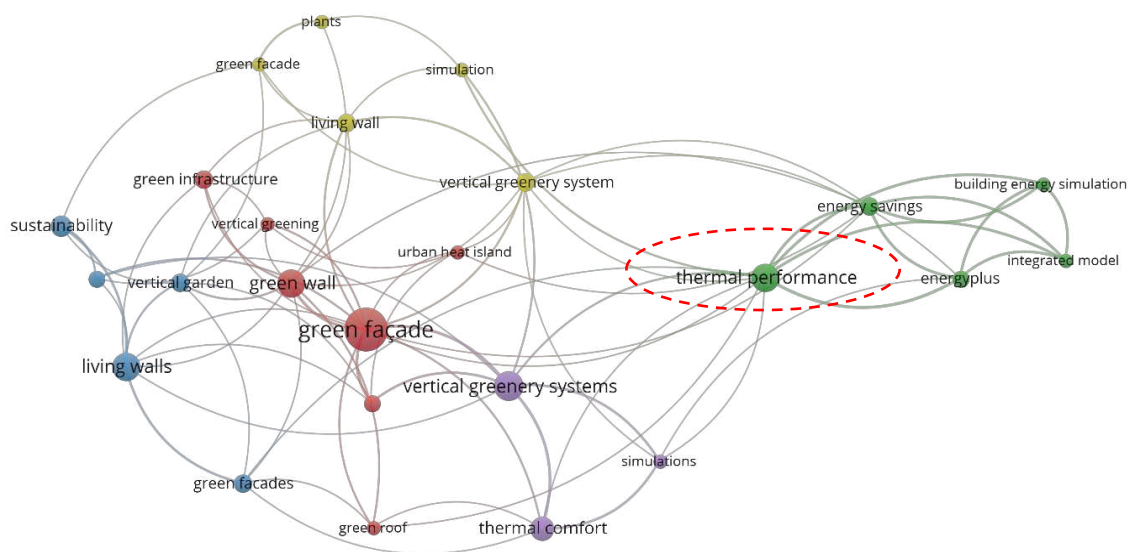 plants
green facade
simulation
living wall
green infrastructure
vertical greenery system
building energy simulation
energy savings
sustainability
vertical greening
urban heat island
integrated model
vertical garden
green wall
thermal performance
energyplus
green façade
living walls
vertical greenery systems
simulations
green facades
green roof
thermal comfort